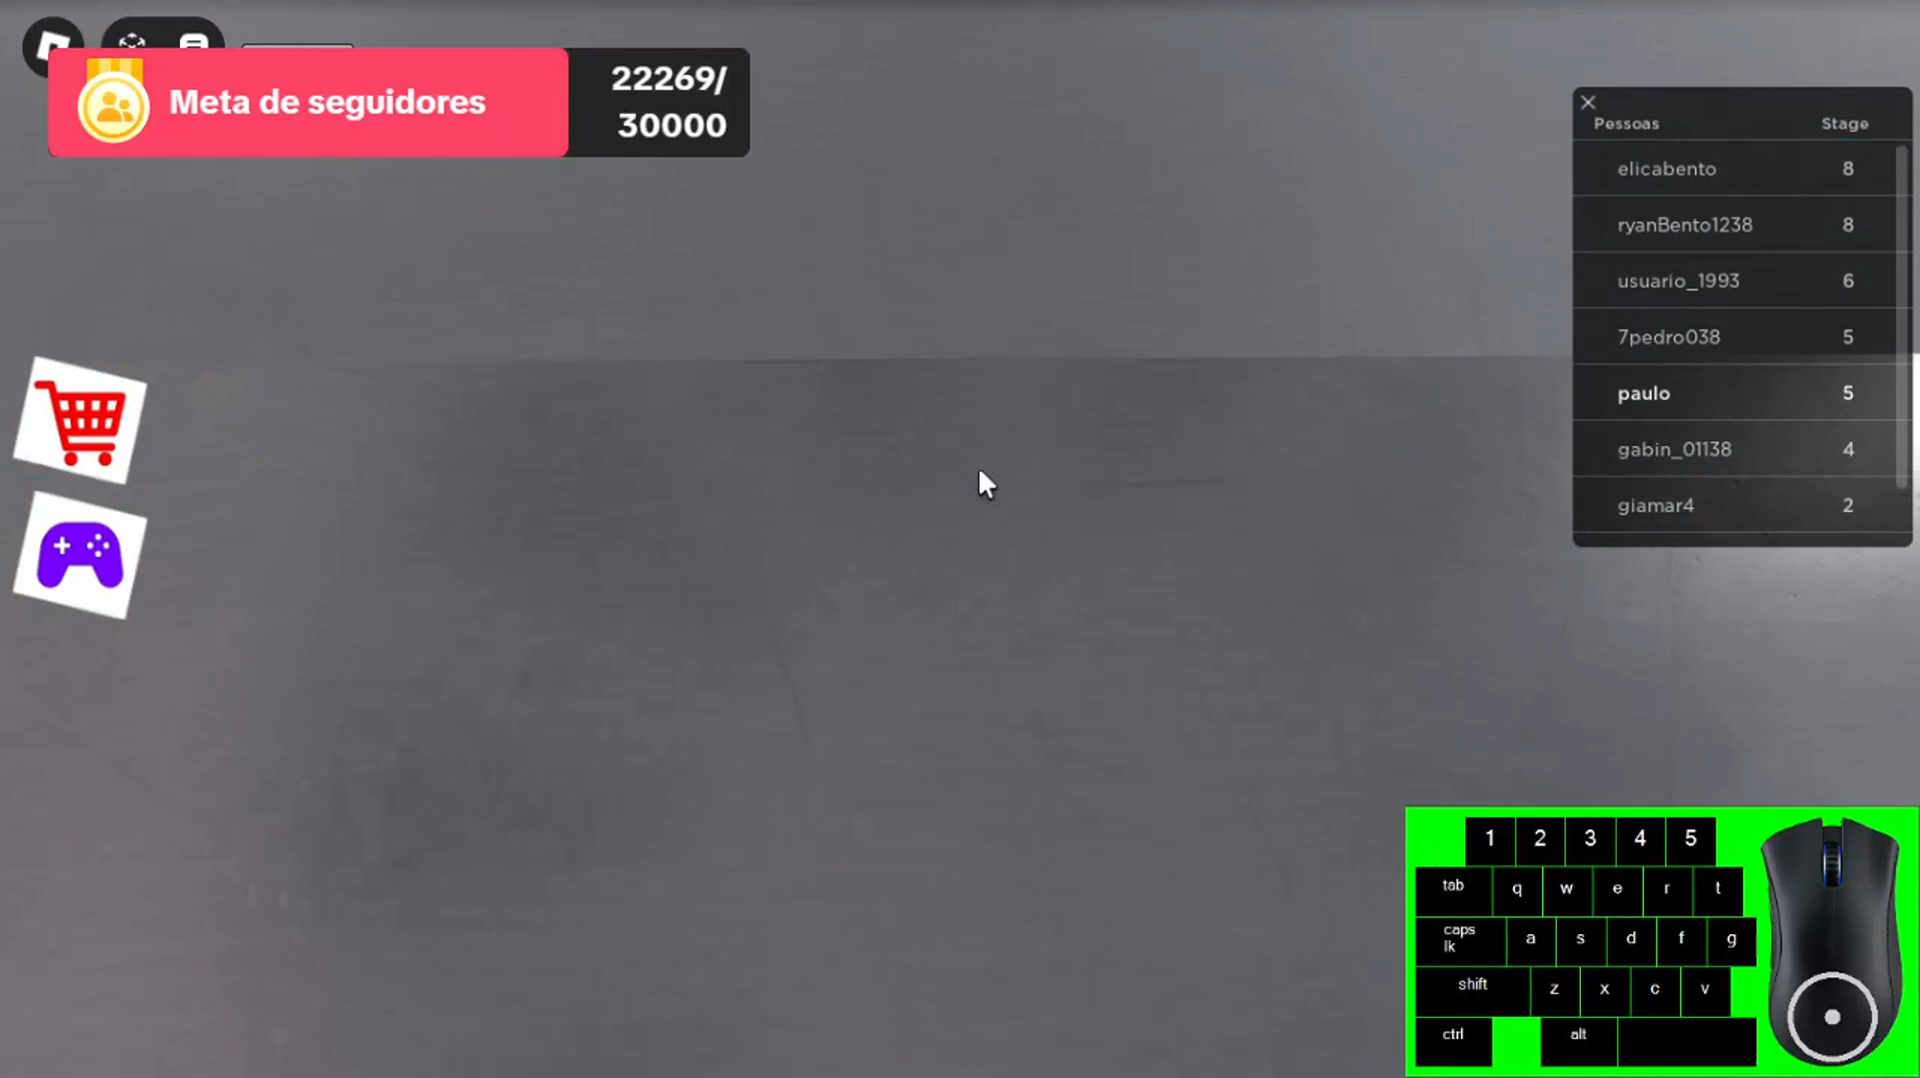 Meta de seguidores
22269/
30000
Pessoas Stage
elicabento 8
ryanBento1238 8
usuario_1993 6
7pedro038 5
paulo 5
gabin_01138 4
giamar4 2
1 2 3 4 5
tab q w e r t
caps
lk a s d f g
shift z x c v
ctrl alt